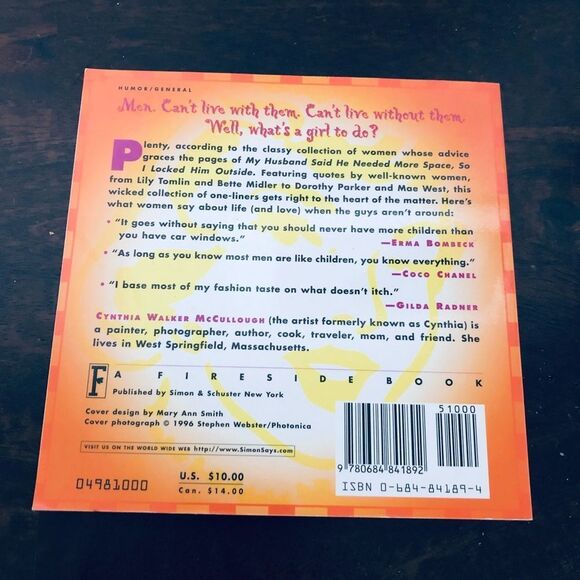 HUMOR/GENERAL
Men. Can't live with them. Can't live without them.
Well, what's a girl to do?
Plenty, according to the classy collection of women whose advice
graces the pages of My Husband Said He Needed More Space, So
I Locked Him Outside. Featuring quotes by well-known women,
from Lily Tomlin and Bette Midler to Dorothy Parker and Mae West, this
wicked collection of one-liners gets right to the heart of the matter. Here's
what women say about life (and love) when the guys aren't around:
• "It goes without saying that you should never have more children than
you have car windows." —ERMA BOMBECK
• "As long as you know most men are like children, you know everything."
—COCO CHANEL
• "I base most of my fashion taste on what doesn't itch."
—GILDA RADNER
CYNTHIA WALKER MCCULLOUGH (the artist formerly known as Cynthia) is
a painter, photographer, author, cook, traveler, mom, and friend. She
lives in West Springfield, Massachusetts.
F A FIRESIDE BOOK
Published by Simon & Schuster New York
Cover design by Mary Ann Smith
Cover photograph © 1996 Stephen Webster/Photonica
VISIT US ON THE WORLD WIDE WEB http://www.SimonSays.com
04981000
U.S. $10.00
Can. $14.00
51000
9 780684 841892
ISBN 0-684-84189-4